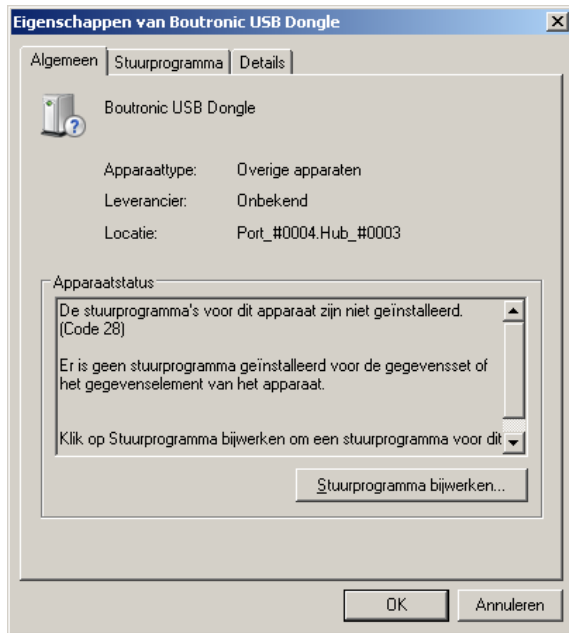 Eigenschappen van Boutronic USB Dongle
Algemeen
Stuurprogramma
Details
Boutronic USB Dongle
Apparaattype: Overige apparaten
Leverancier: Onbekend
Locatie: Port_#0004.Hub_#0003
Apparaatstatus
De stuurprogramma's voor dit apparaat zijn niet geïnstalleerd.
(Code 28)
Er is geen stuurprogramma geïnstalleerd voor de gegevensset of
het gegevenselement van het apparaat.
Klik op Stuurprogramma bijwerken om een stuurprogramma voor dit
Stuurprogramma bijwerken...
OK
Annuleren